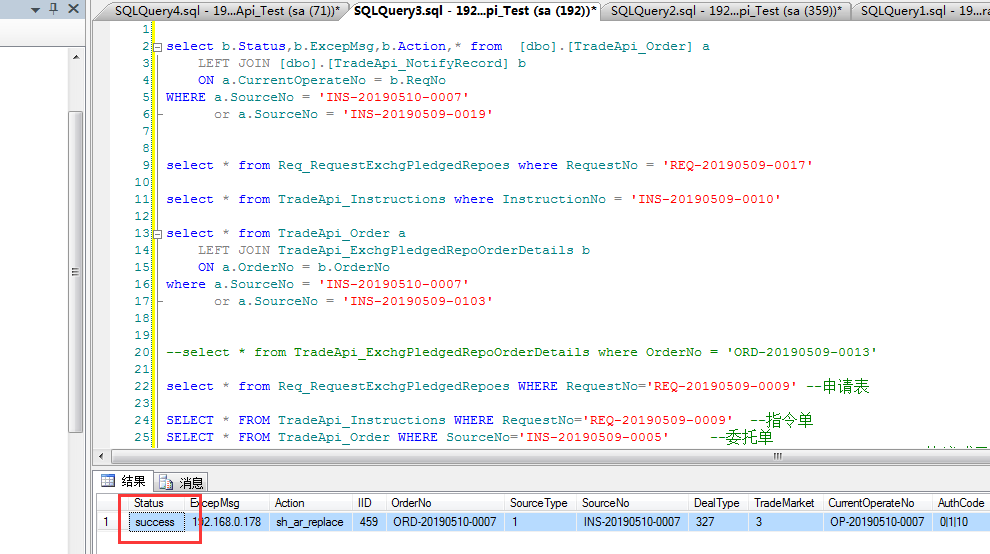 SQLQuery4.sql - 19...Api_Test (sa (71))*
SQLQuery3.sql - 192...pi_Test (sa (192))*
SQLQuery2.sql - 192...pi_Test (sa (359))*
1
2 select b.Status,b.ExcepMsg,b.Action,* from [dbo].[TradeApi_Order] a
3 LEFT JOIN [dbo].[TradeApi_NotifyRecord] b
4 ON a.CurrentOperateNo = b.ReqNo
5 WHERE a.SourceNo = 'INS-20190510-0007'
6 or a.SourceNo = 'INS-20190509-0019'
7
8
9 select * from Req_RequestExchgPledgedRepoes where RequestNo = 'REQ-20190509-0017'
10
11 select * from TradeApi_Instructions where InstructionNo = 'INS-20190509-0010'
12
13 select * from TradeApi_Order a
14 LEFT JOIN TradeApi_ExchgPledgedRepoOrderDetails b
15 ON a.OrderNo = b.OrderNo
16 where a.SourceNo = 'INS-20190510-0007'
17 or a.SourceNo = 'INS-20190509-0103'
18
19
20 --select * from TradeApi_ExchgPledgedRepoOrderDetails where OrderNo = 'ORD-20190509-0013'
21
22 select * from Req_RequestExchgPledgedRepoes WHERE RequestNo='REQ-20190509-0009' --申请表
23
24 SELECT * FROM TradeApi_Instructions WHERE RequestNo='REQ-20190509-0009' --指令单
25 SELECT * FROM TradeApi_Order WHERE SourceNo='INS-20190509-0005' --委托单
结果 消息
Status ExcepMsg Action IID OrderNo SourceType SourceNo DealType TradeMarket CurrentOperateNo AuthCode
1 success 192.168.0.178 sh_ar_replace 459 ORD-20190510-0007 1 INS-20190510-0007 327 3 OP-20190510-0007 0|1|10